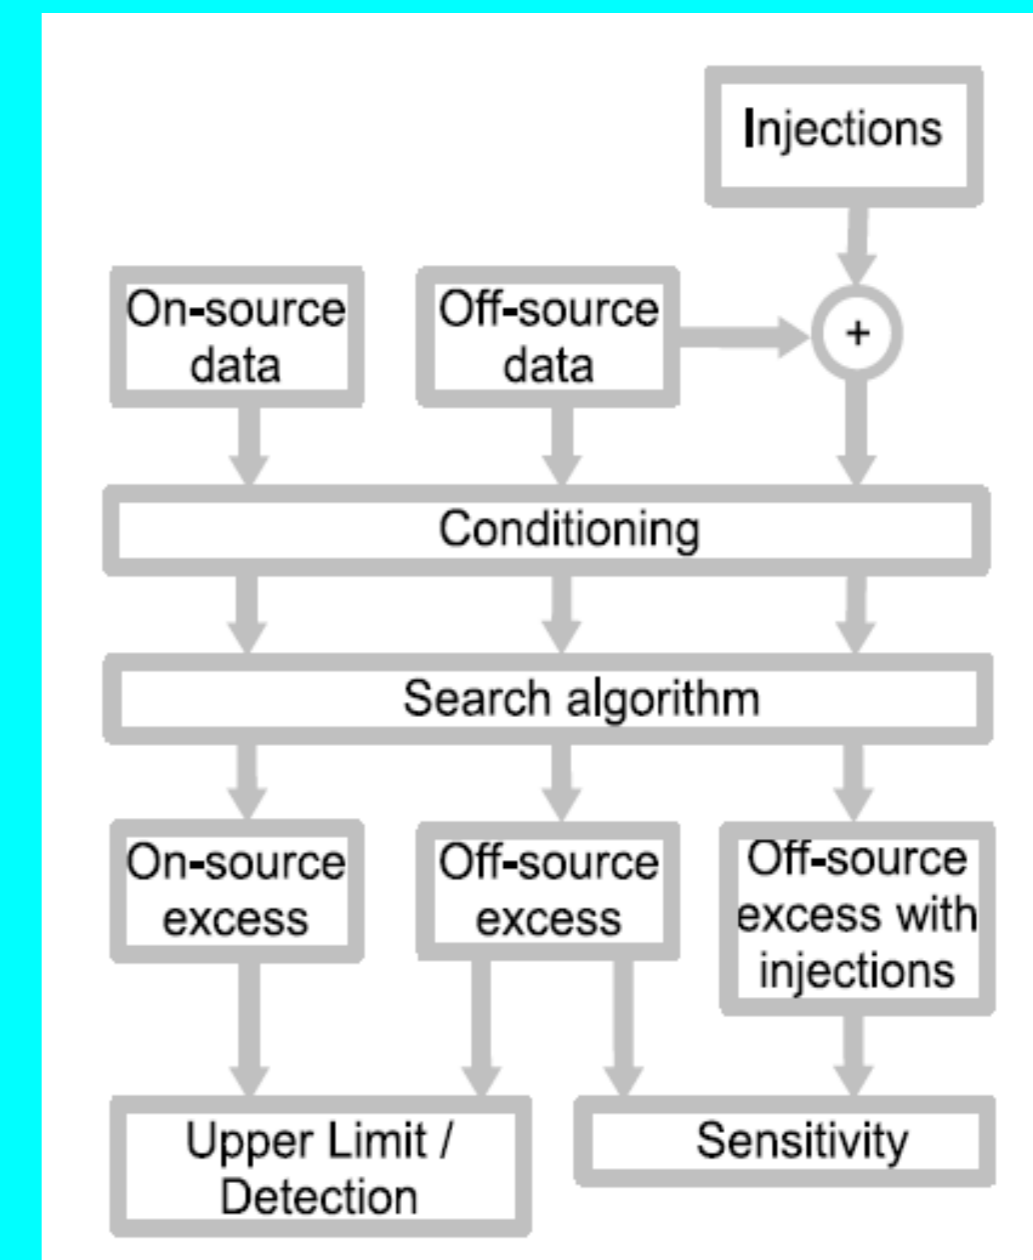 Injections
On-source
data
Off-source
data
+
Conditioning
Search algorithm
On-source
excess
Off-source
excess
Off-source
excess with
injections
Upper Limit /
Detection
Sensitivity